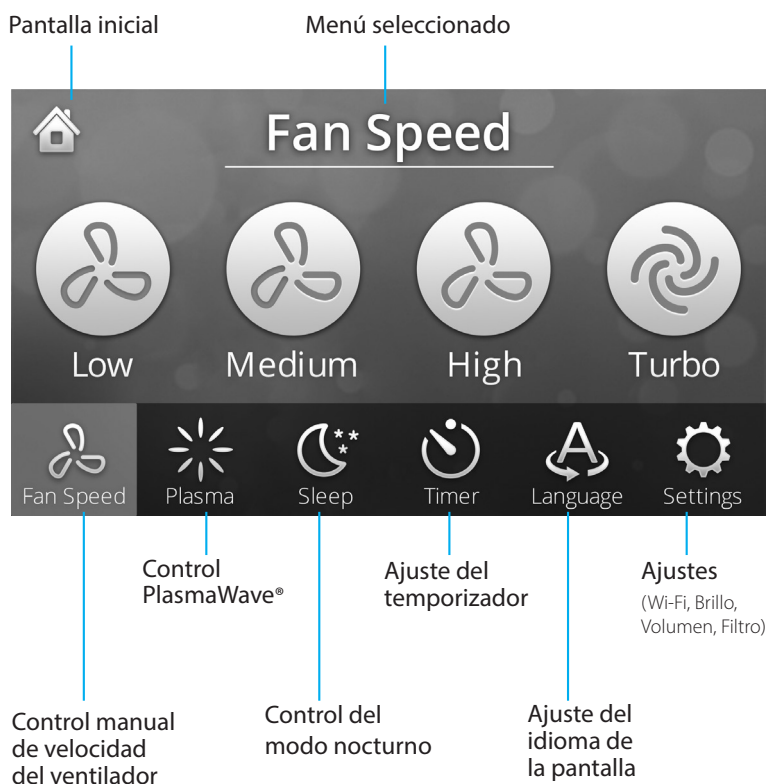 Pantalla inicial
Menú seleccionado
Fan Speed
Low
Medium
High
Turbo
Fan Speed
Plasma
Sleep
Timer
Language
Settings
Control
PlasmaWave®
Ajuste del
temporizador
Ajustes
(Wi-Fi, Brillo,
Volumen, Filtro)
Control manual
de velocidad
del ventilador
Control del
modo nocturno
Ajuste del
idioma de
la pantalla